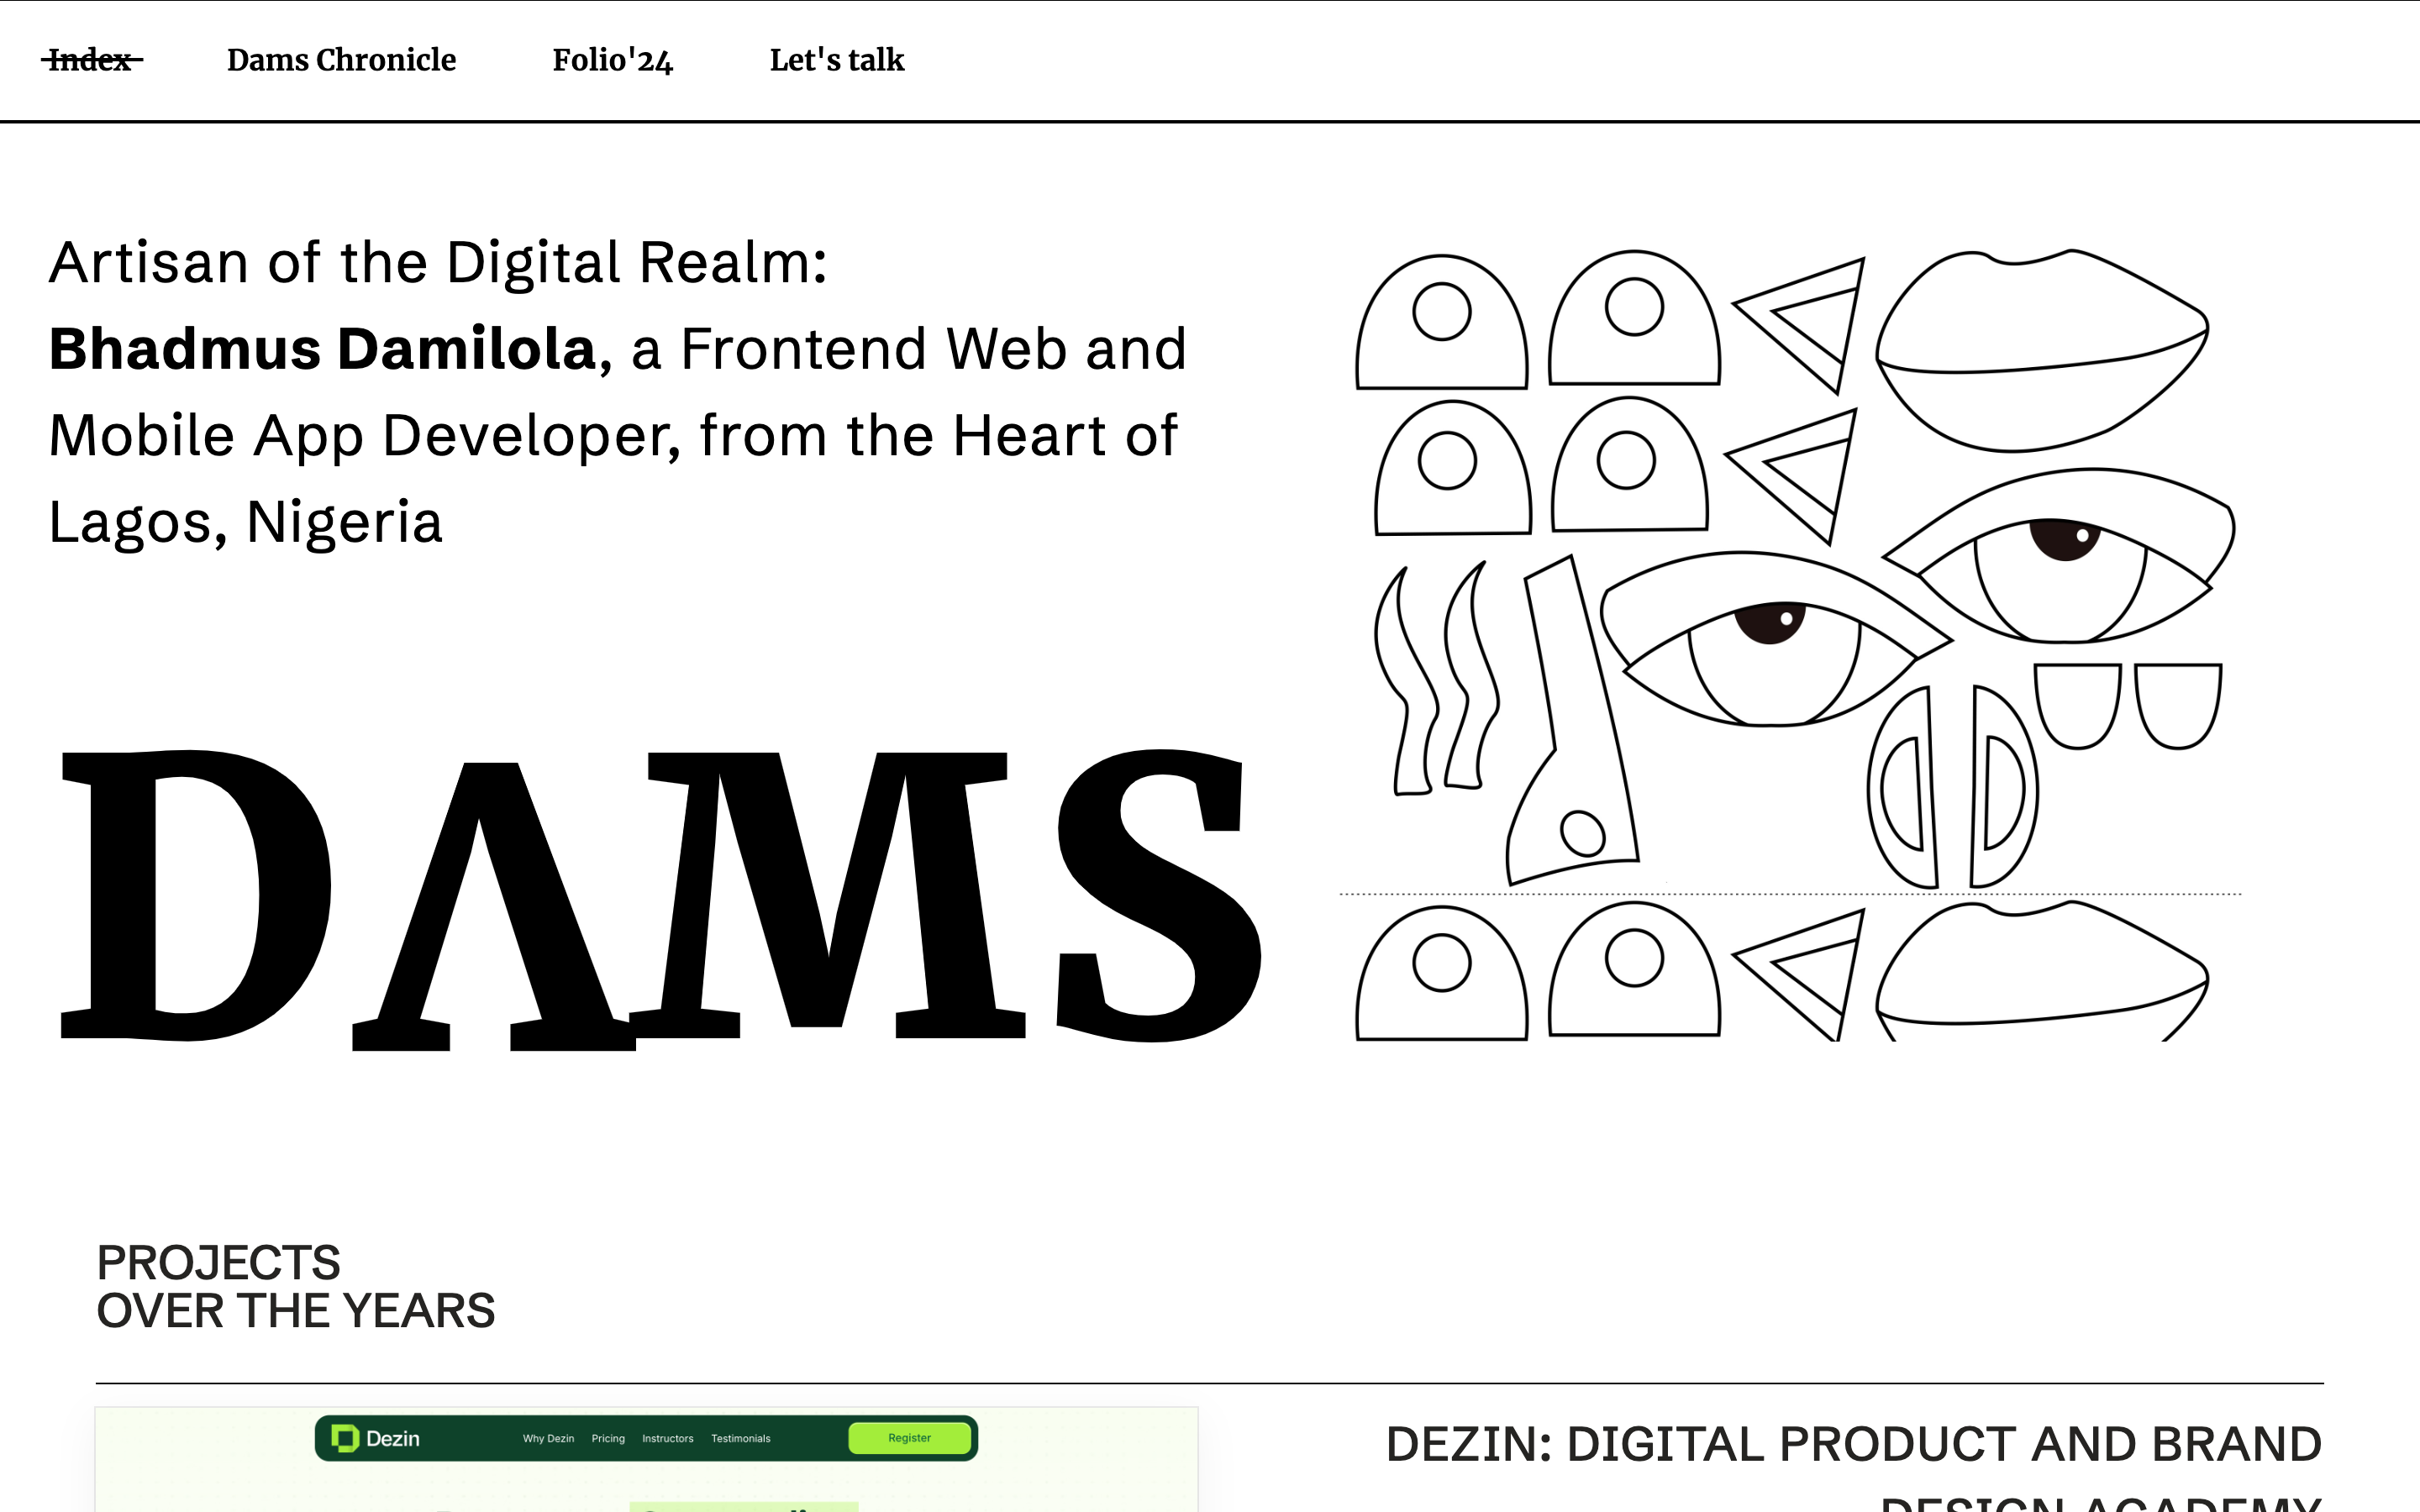 Index Dams Chronicle Folio'24 Let's talk
Artisan of the Digital Realm:
Bhadmus Damilola, a Frontend Web and
Mobile App Developer, from the Heart of
Lagos, Nigeria
DΛMS
PROJECTS
OVER THE YEARS
Dezin Why Dezin Pricing Instructors Testimonials Register
DEZIN: DIGITAL PRODUCT AND BRAND
DESIGN ACADEMY